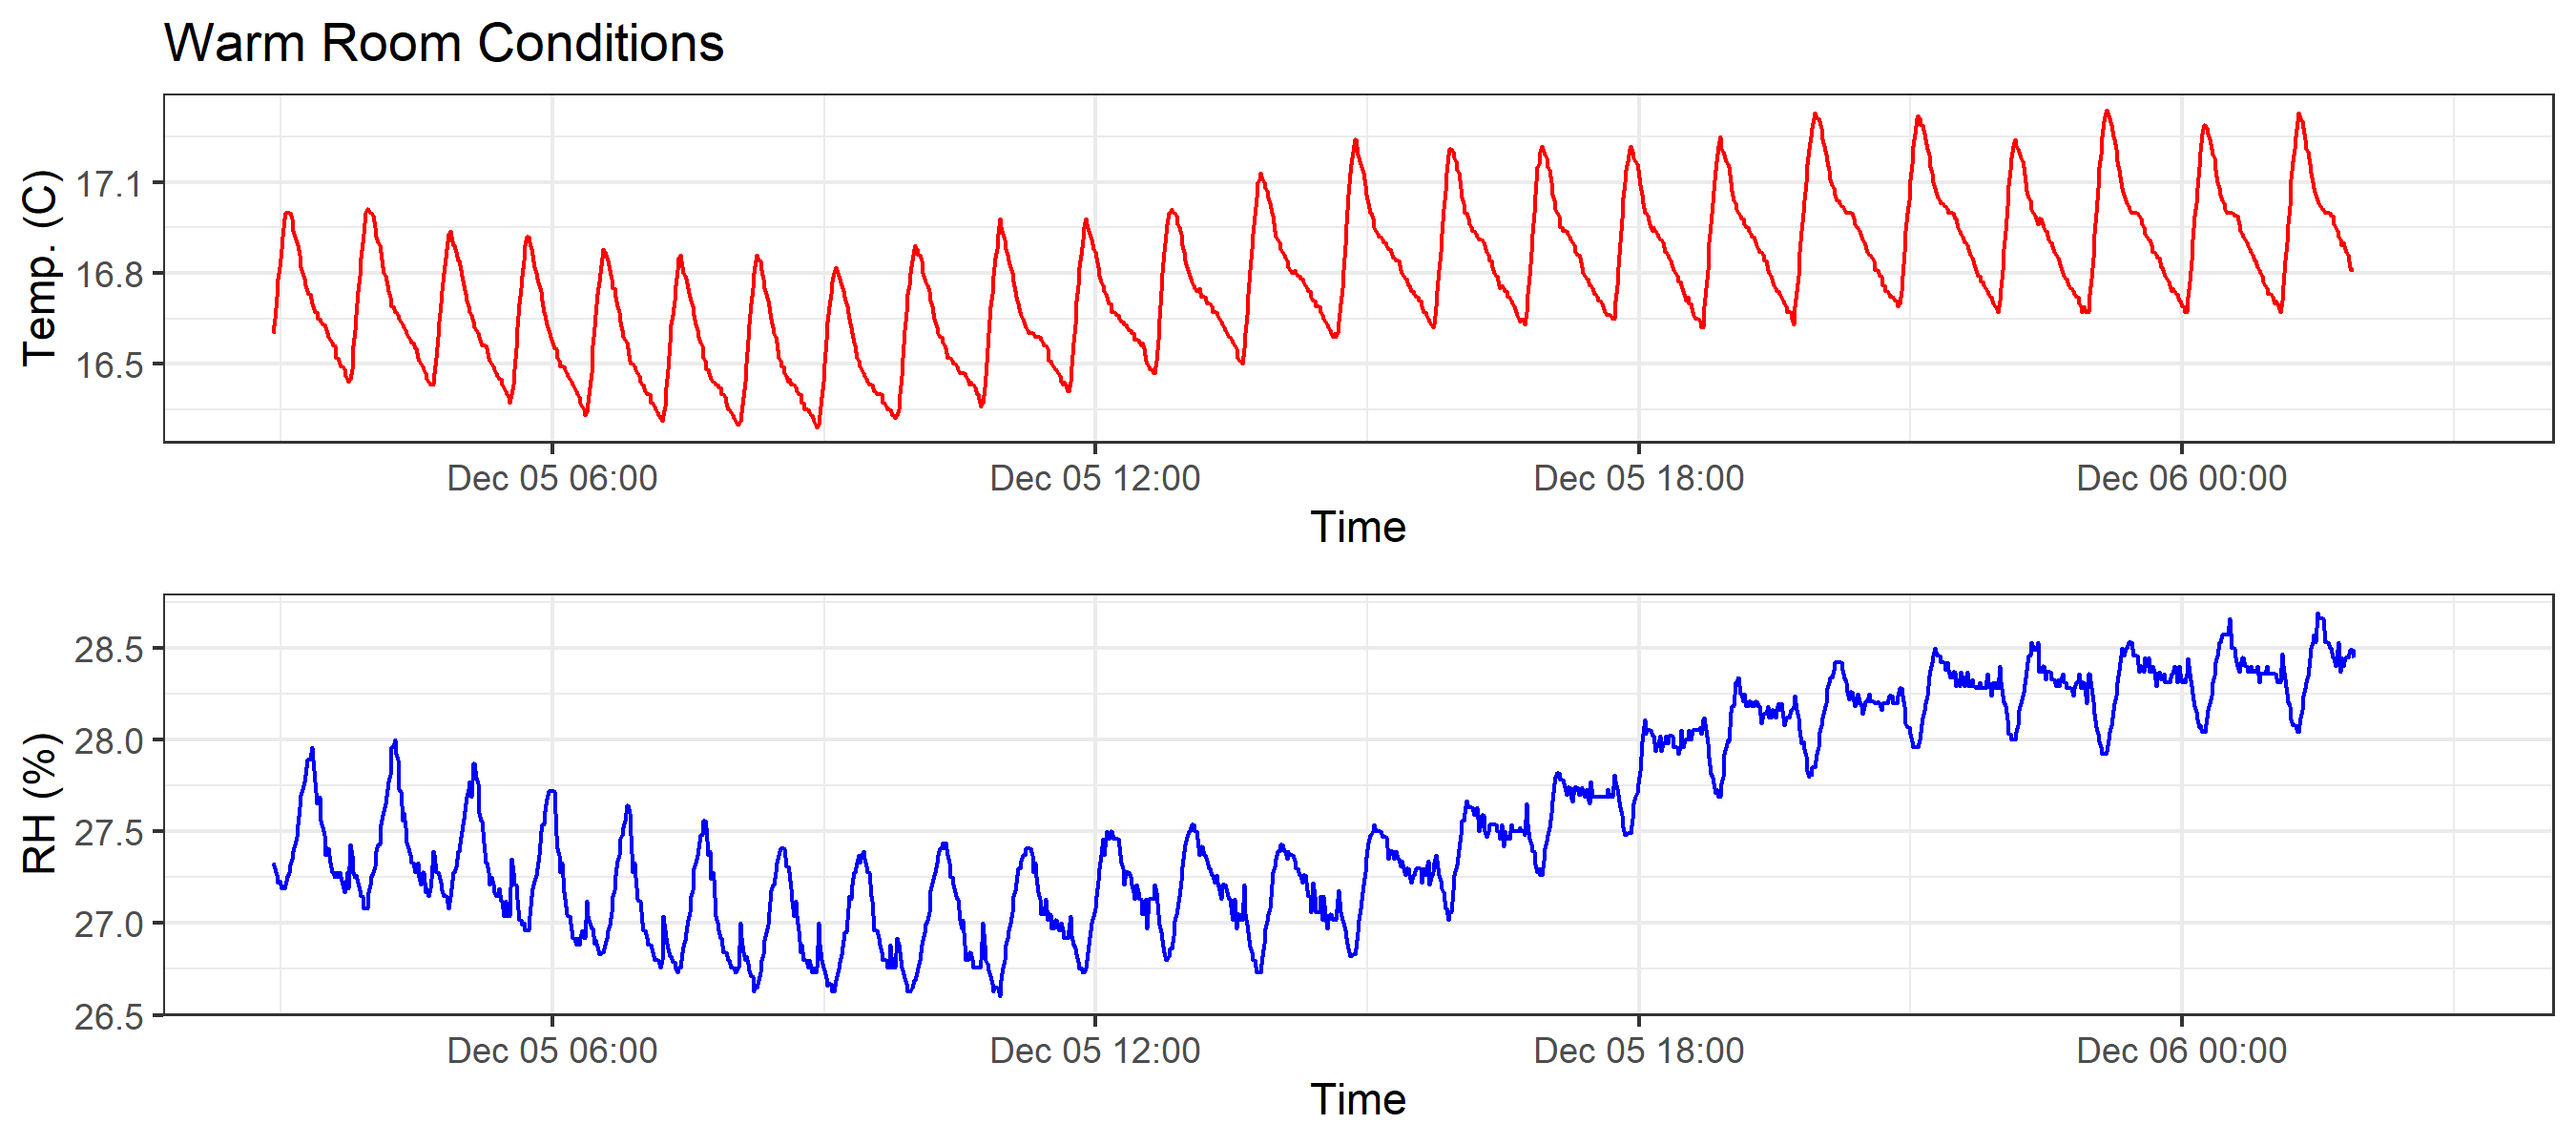 Warm Room Conditions
Temp. (C)
17.1
16.8
16.5
Dec 05 06:00 Dec 05 12:00 Dec 05 18:00 Dec 06 00:00
Time
RH (%)
28.5
28.0
27.5
27.0
26.5
Dec 05 06:00 Dec 05 12:00 Dec 05 18:00 Dec 06 00:00
Time